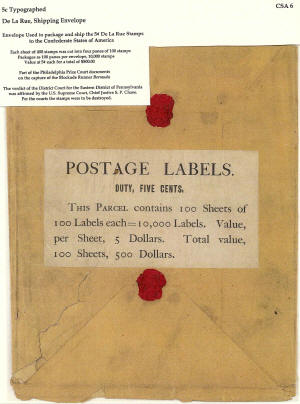 5c Typographed
CSA 6
De La Rue, Shipping Envelope
Envelope Used to package and ship the 5¢ De La Rue Stamps
to the Confederate States of America
Each sheet of 400 stamps was cut into four panes of 100 stamps
Packages as 100 panes per envelope, 10,000 stamps
Value at 5¢ each for a total of $500.00
Part of the Philadelphia Prize Court documents
on the capture of the Blockade Runner Bermuda
The verdict of the District Court for the Eastern District of Pennsylvania
was affirmed by the U.S. Supreme Court, Chief Justice S. P. Chase.
Per the courts the stamps were to be destroyed.
POSTAGE LABELS.
DUTY, FIVE CENTS.
THIS PARCEL contains 100 Sheets of
100 Labels each=10,000 Labels. Value,
per Sheet, 5 Dollars. Total value,
100 Sheets, 500 Dollars.